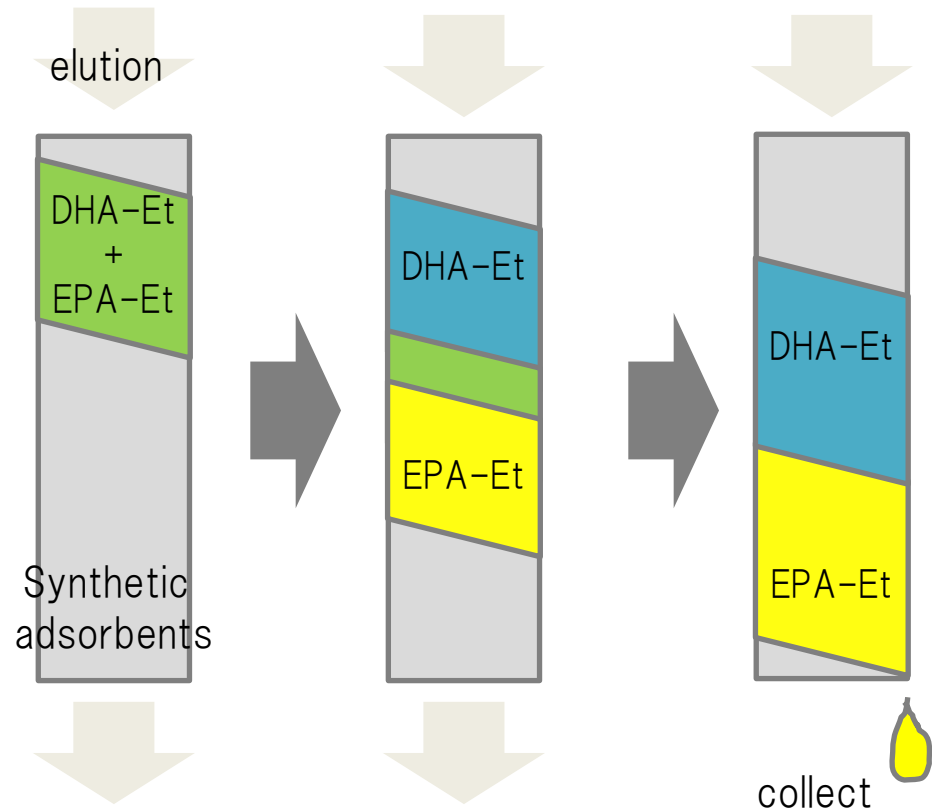 elution
DHA-Et
+
EPA-Et
Synthetic
adsorbents
DHA-Et
EPA-Et
DHA-Et
EPA-Et
collect